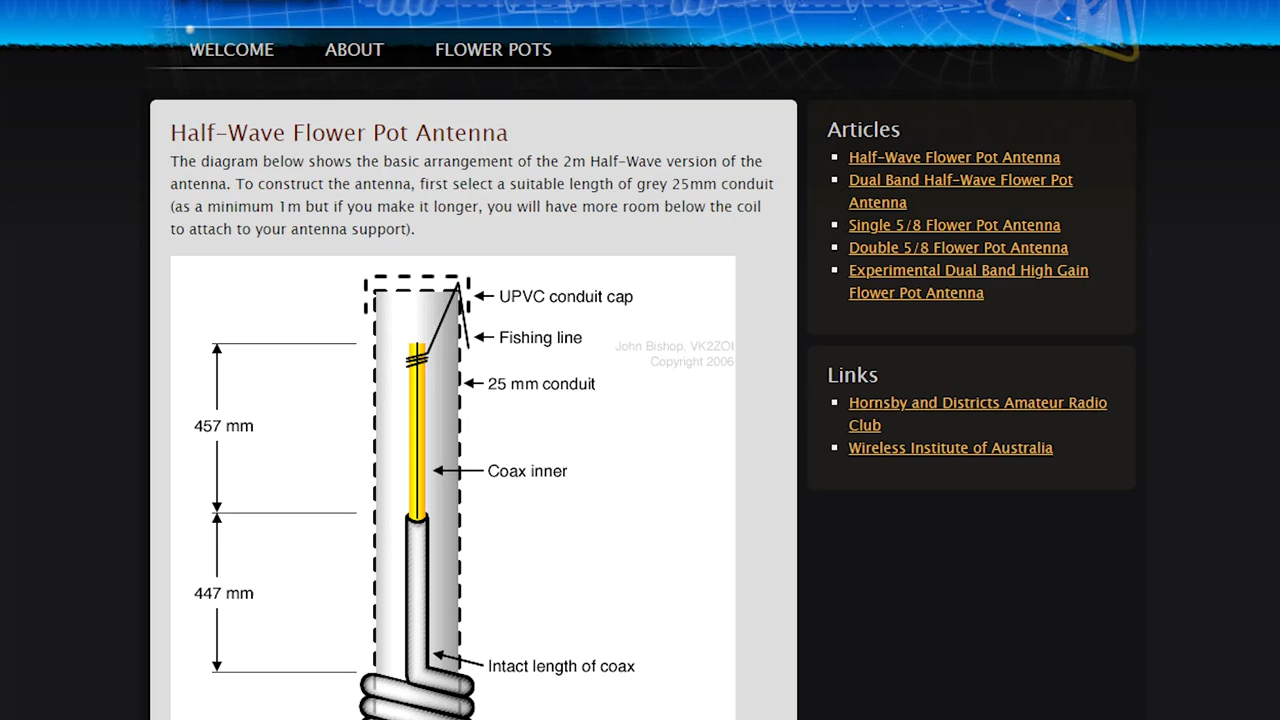 WELCOME
ABOUT
FLOWER POTS
Half-Wave Flower Pot Antenna
The diagram below shows the basic arrangement of the 2m Half-Wave version of the
antenna. To construct the antenna, first select a suitable length of grey 25mm conduit
(as a minimum 1m but if you make it longer, you will have more room below the coil
to attach to your antenna support).
UPVC conduit cap
Fishing line
John Bishop, VK2ZOI
Copyright 2006
25 mm conduit
457 mm
Coax inner
447 mm
Intact length of coax
Articles
Half-Wave Flower Pot Antenna
Dual Band Half-Wave Flower Pot
Antenna
Single 5/8 Flower Pot Antenna
Double 5/8 Flower Pot Antenna
Experimental Dual Band High Gain
Flower Pot Antenna
Links
Hornsby and Districts Amateur Radio
Club
Wireless Institute of Australia